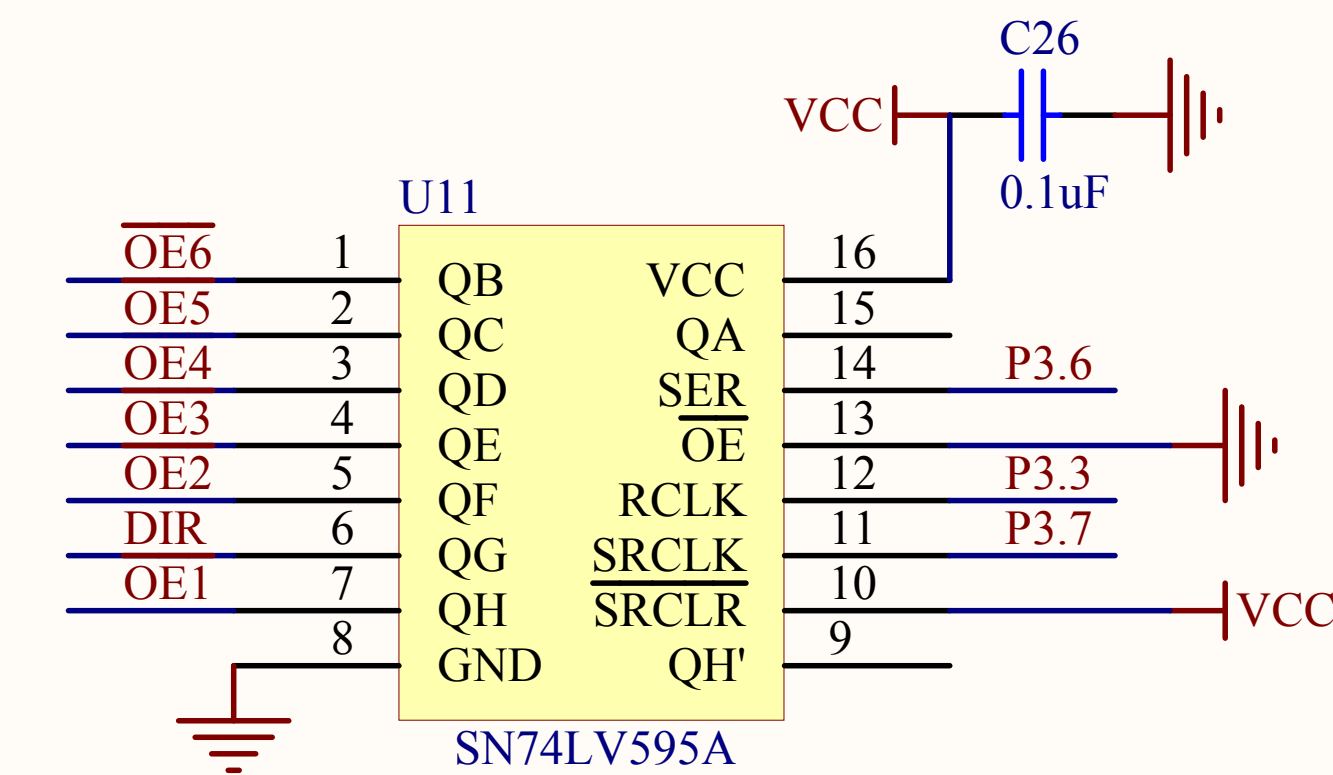 C26
VCC
0.1uF
U11
OE6 1 QB VCC 16
OE5 2 QC QA 15
OE4 3 QD SER 14 P3.6
OE3 4 QE OE 13
OE2 5 QF RCLK 12 P3.3
DIR 6 QG SRCLK 11 P3.7
OE1 7 QH SRCLR 10 VCC
8 GND QH' 9
SN74LV595A